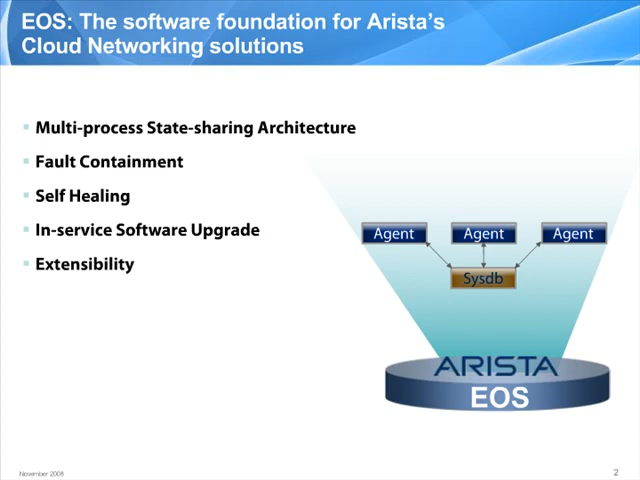 EOS: The software foundation for Arista's
Cloud Networking solutions
Multi-process State-sharing Architecture
Fault Containment
Self Healing
In-service Software Upgrade
Extensibility
Agent Agent Agent
Sysdb
ARISTA
EOS
November 2008
2